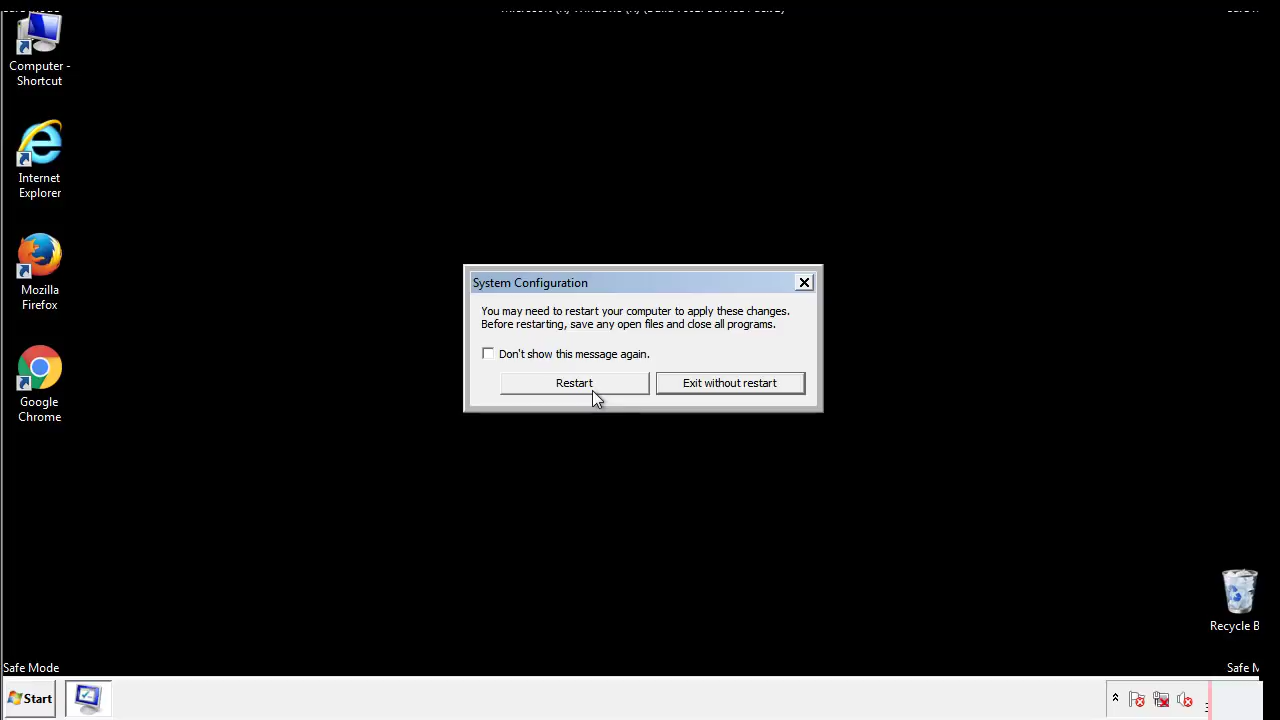 Computer -
Shortcut
Internet
Explorer
Mozilla
Firefox
Google
Chrome
System Configuration
You may need to restart your computer to apply these changes.
Before restarting, save any open files and close all programs.
Don't show this message again.
Restart
Exit without restart
Recycle B
Safe Mode
Safe M
Start